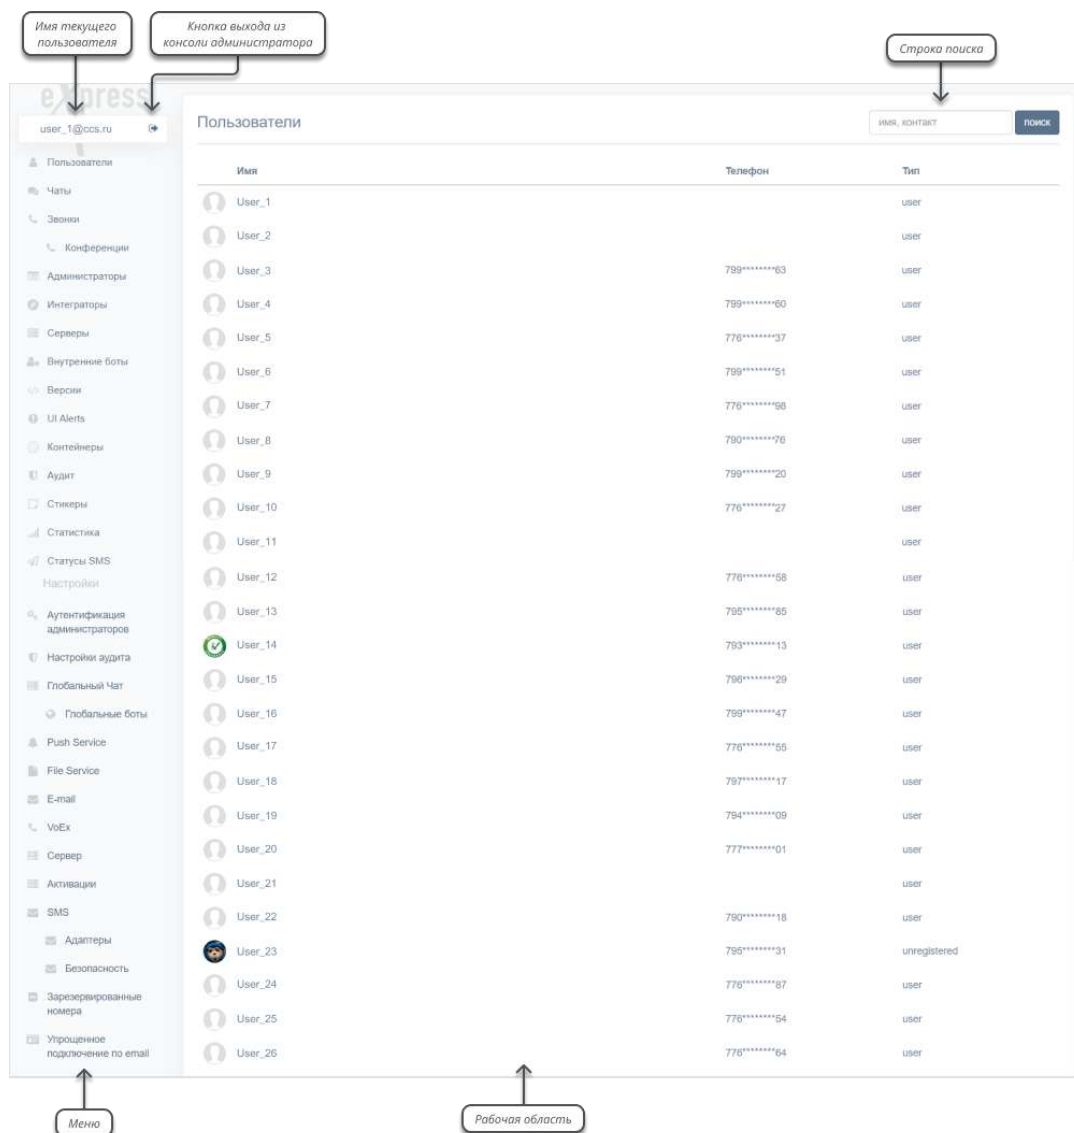 Имя текущего
пользователя
Кнопка выхода из
консоли администратора
Строка поиска
eXpress
user_1@ccs.ru
Пользователи
имя, контакт
поиск
Пользователи
Чаты
Звонки
Конференции
Администраторы
Интеграторы
Серверы
Внутренние боты
Версии
UI Alerts
Контейнеры
Аудит
Стикеры
Статистика
Статусы SMS
Настройки
Аутентификация
администраторов
Настройки аудита
Глобальный Чат
Глобальные боты
Push Service
File Service
E-mail
VoEx
Сервер
Активации
SMS
Адаптеры
Безопасность
Зарезервированные
номера
Упрощенное
подключение по email
Имя Телефон Тип
User_1 user
User_2 user
User_3 799********63 user
User_4 799********60 user
User_5 776********37 user
User_6 799********51 user
User_7 776********98 user
User_8 790********76 user
User_9 799********20 user
User_10 776********27 user
User_11 user
User_12 776********58 user
User_13 795********85 user
User_14 793********13 user
User_15 796********29 user
User_16 799********47 user
User_17 776********55 user
User_18 797********17 user
User_19 794********09 user
User_20 777********01 user
User_21 user
User_22 790********18 user
User_23 795********31 unregistered
User_24 776********87 user
User_25 776********54 user
User_26 776********64 user
Меню
Рабочая область